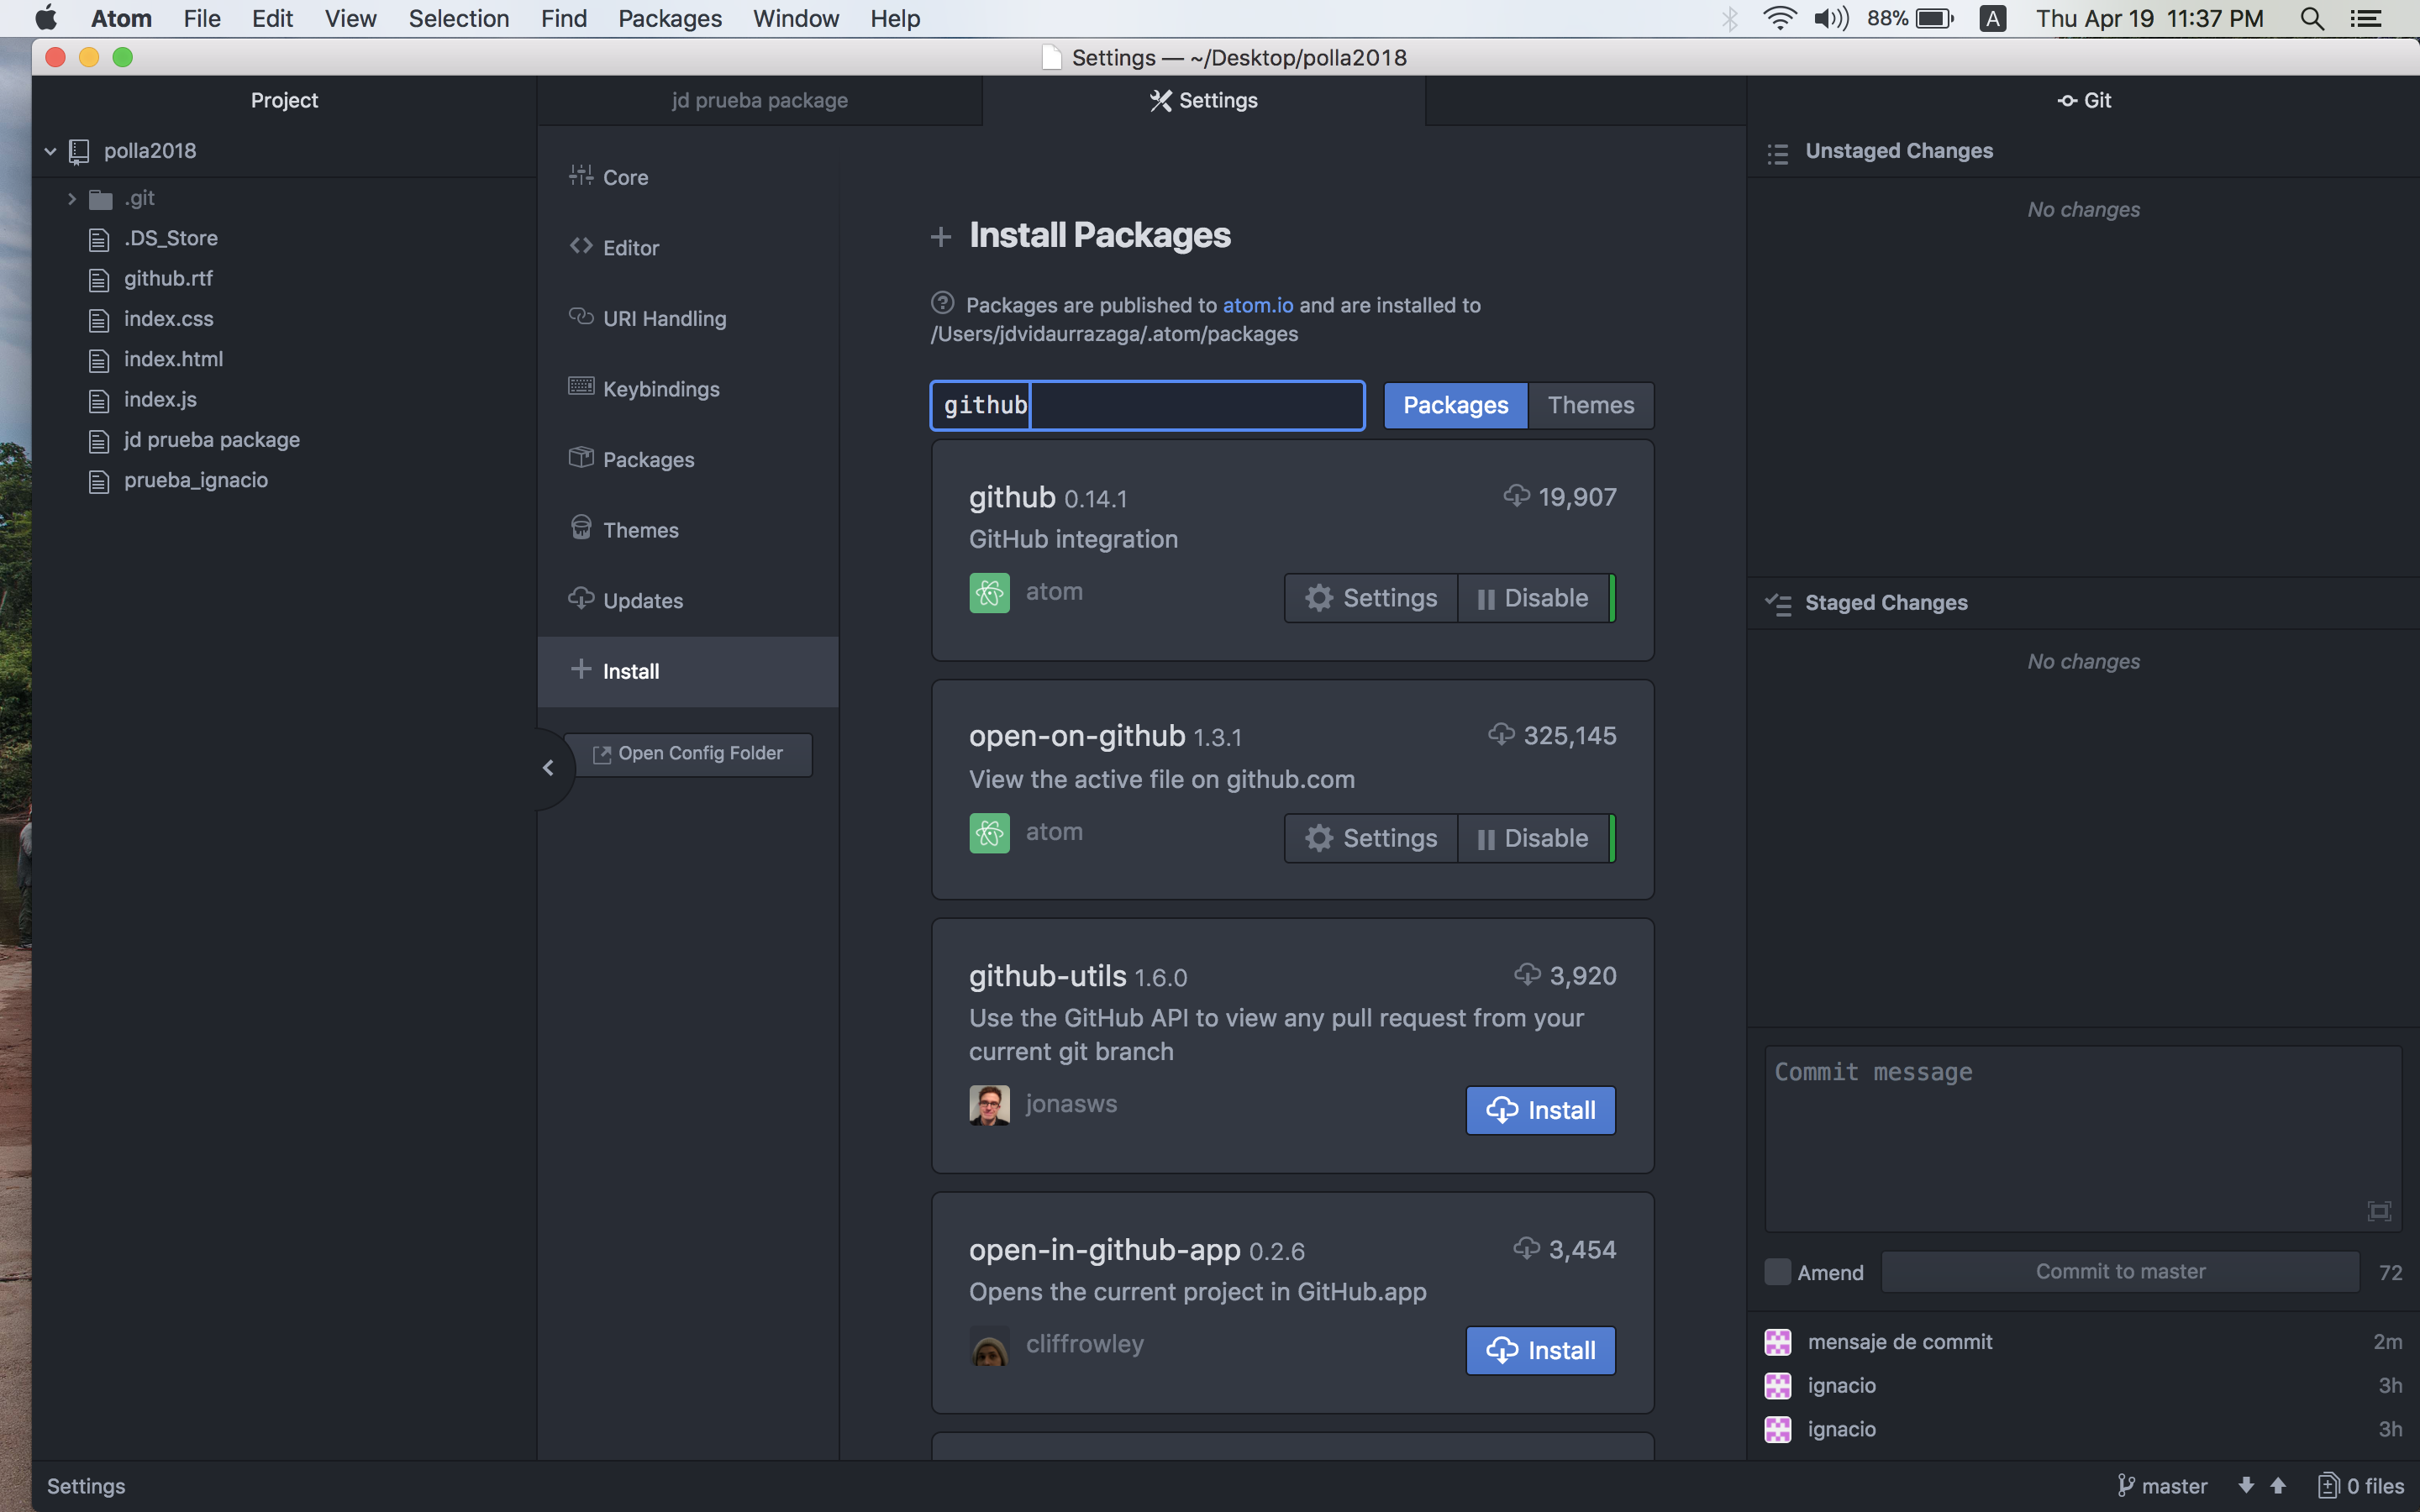 Atom File Edit View Selection Find Packages Window Help
88% A Thu Apr 19 11:37 PM
Settings — ~/Desktop/polla2018
Project
polla2018
.git
.DS_Store
github.rtf
index.css
index.html
index.js
jd prueba package
prueba_ignacio
jd prueba package
Settings
Core
Editor
URI Handling
Keybindings
Packages
Themes
Updates
Install
Open Config Folder
Install Packages
Packages are published to atom.io and are installed to
/Users/jdvidaurrazaga/.atom/packages
github
Packages Themes
github 0.14.1 19,907
GitHub integration
atom
Settings Disable
open-on-github 1.3.1 325,145
View the active file on github.com
atom
Settings Disable
github-utils 1.6.0 3,920
Use the GitHub API to view any pull request from your
current git branch
jonasws
Install
open-in-github-app 0.2.6 3,454
Opens the current project in GitHub.app
cliffrowley
Install
Git
Unstaged Changes
No changes
Staged Changes
No changes
Commit message
Amend Commit to master 72
mensaje de commit 2m
ignacio 3h
ignacio 3h
Settings
master 0 files